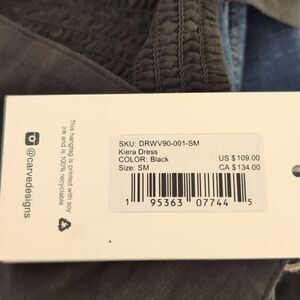 SKU: DRWV90-001-SM
Kiera Dress
COLOR: Black
US $109.00
Size: SM
CA $134.00
1 95363 07744 5
This hangtag is printed with soy
ink and is 100% recyclable
@carvedesigns